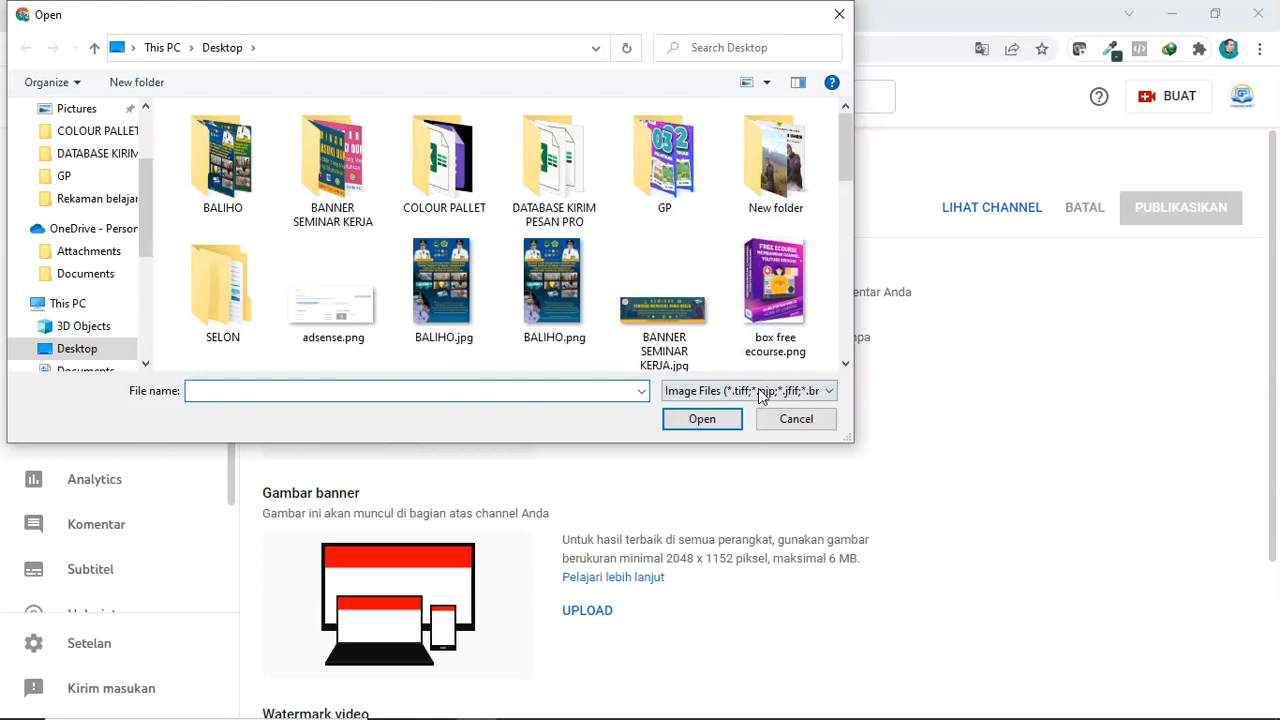 Open
This PC
Desktop
Search Desktop
Organize
New folder
Pictures
COLOUR PALLET
DATABASE KIRIM
GP
Rekaman belajar
OneDrive - Person
Attachments
Documents
This PC
3D Objects
Desktop
Documents
BALIHO
BANNER
SEMINAR KERJA
COLOUR PALLET
DATABASE KIRIM
PESAN PRO
GP
New folder
SELON
adsense.png
BALIHO.jpg
BALIHO.png
BANNER
SEMINAR
KERJA.jpg
box free
ecourse.png
File name:
Image Files (*.tiff;*.pjp;*.jfif;*.br
Open
Cancel
BUAT
LIHAT CHANNEL
BATAL
PUBLIKASIKAN
entar Anda
pa
Analytics
Komentar
Subtitel
Setelan
Kirim masukan
Gambar banner
Gambar ini akan muncul di bagian atas channel Anda
Untuk hasil terbaik di semua perangkat, gunakan gambar
berukuran minimal 2048 x 1152 piksel, maksimal 6 MB.
Pelajari lebih lanjut
UPLOAD
Watermark video